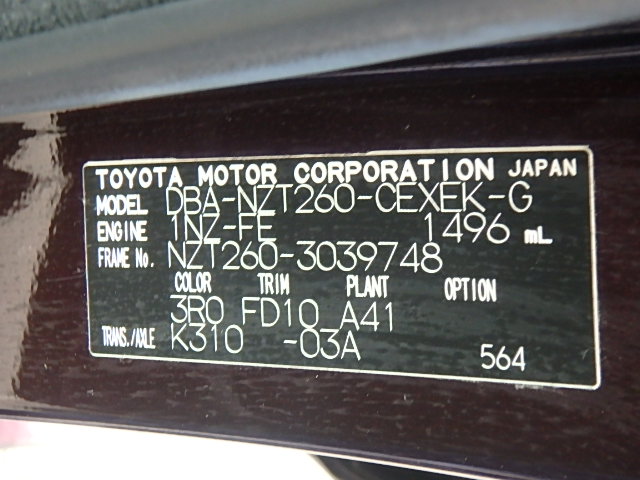 TOYOTA MOTOR CORPORATION JAPAN
MODEL DBA-NZT260-CEXEK-G
ENGINE 1NZ-FE 1496 mL
FRAME No. NZT260-3039748
COLOR TRIM PLANT OPTION
3R0 FD10 A41
TRANS./AXLE K310 -03A
564